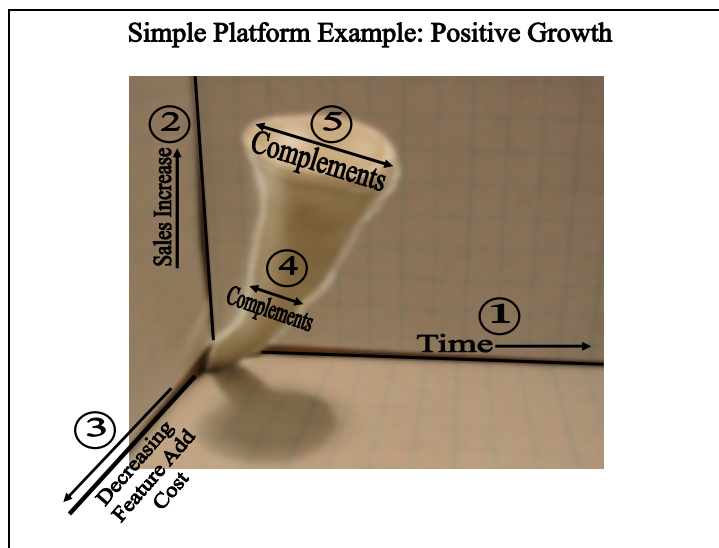 Simple Platform Example: Positive Growth
5
2
Complements
Sales Increase
4
Complements
1
Time
3
Decreasing
Feature Add
Cost